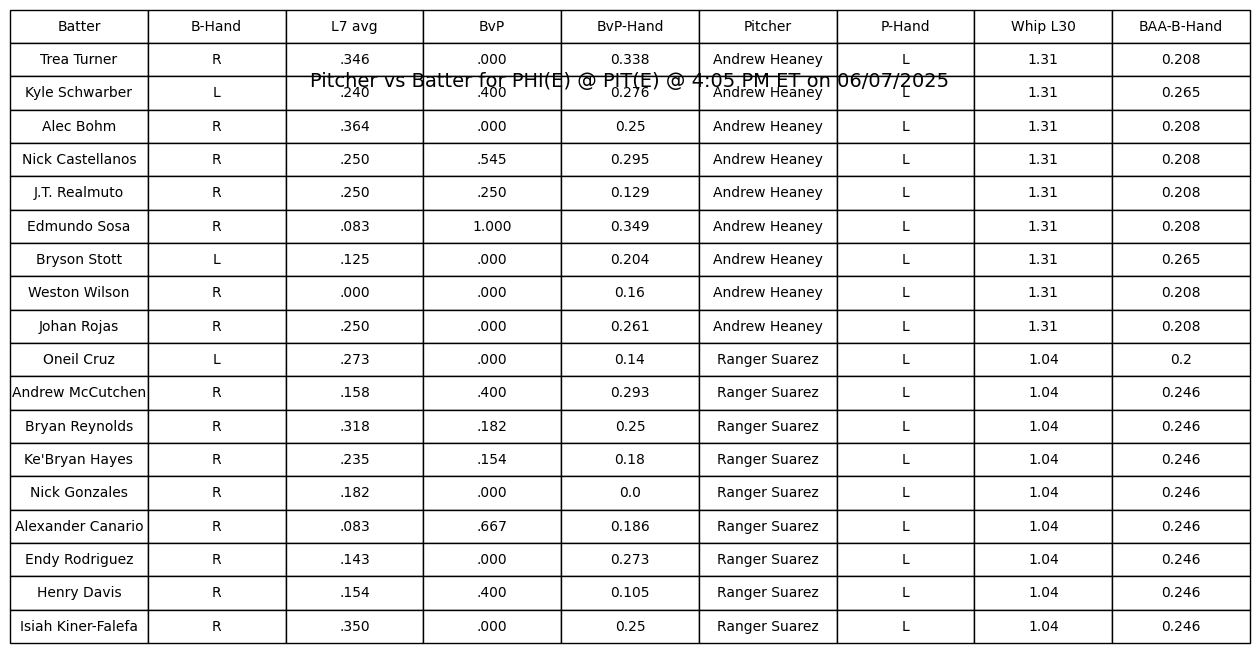 Batter B-Hand L7 avg BvP BvP-Hand Pitcher P-Hand Whip L30 BAA-B-Hand
Trea Turner R .346 .000 0.338 Andrew Heaney L 1.31 0.208
Pitcher vs Batter for PHI(E) @ PIT(E) @ 4:05 PM ET on 06/07/2025
Kyle Schwarber L .240 .400 0.276 Andrew Heaney L 1.31 0.265
Alec Bohm R .364 .000 0.25 Andrew Heaney L 1.31 0.208
Nick Castellanos R .250 .545 0.295 Andrew Heaney L 1.31 0.208
J.T. Realmuto R .250 .250 0.129 Andrew Heaney L 1.31 0.208
Edmundo Sosa R .083 1.000 0.349 Andrew Heaney L 1.31 0.208
Bryson Stott L .125 .000 0.204 Andrew Heaney L 1.31 0.265
Weston Wilson R .000 .000 0.16 Andrew Heaney L 1.31 0.208
Johan Rojas R .250 .000 0.261 Andrew Heaney L 1.31 0.208
Oneil Cruz L .273 .000 0.14 Ranger Suarez L 1.04 0.2
Andrew McCutchen R .158 .400 0.293 Ranger Suarez L 1.04 0.246
Bryan Reynolds R .318 .182 0.25 Ranger Suarez L 1.04 0.246
Ke'Bryan Hayes R .235 .154 0.18 Ranger Suarez L 1.04 0.246
Nick Gonzales R .182 .000 0.0 Ranger Suarez L 1.04 0.246
Alexander Canario R .083 .667 0.186 Ranger Suarez L 1.04 0.246
Endy Rodriguez R .143 .000 0.273 Ranger Suarez L 1.04 0.246
Henry Davis R .154 .400 0.105 Ranger Suarez L 1.04 0.246
Isiah Kiner-Falefa R .350 .000 0.25 Ranger Suarez L 1.04 0.246